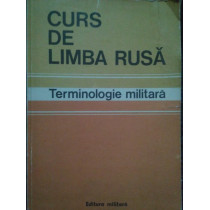 CURS
DE
LIMBA RUSĂ
Terminologie militară
Editura militară